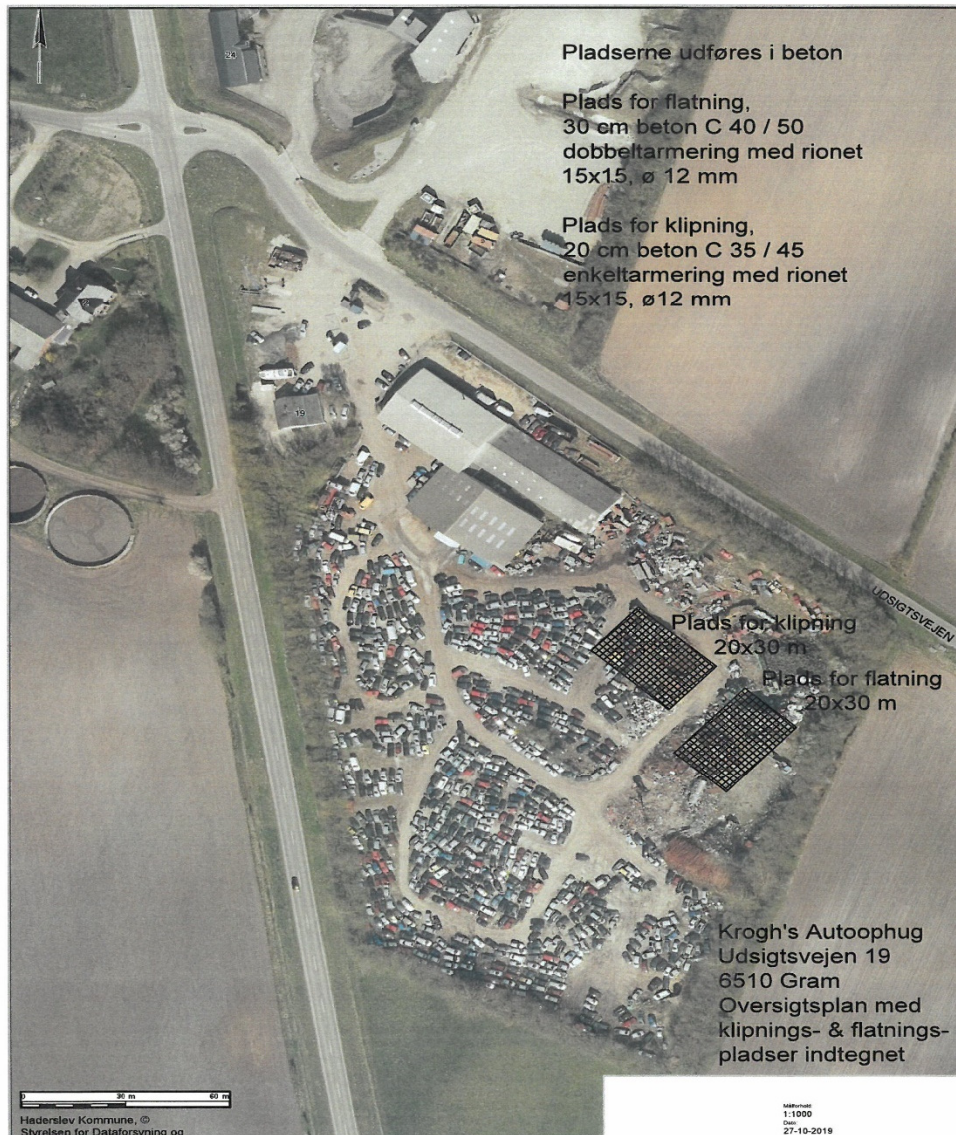 Pladserne udføres i beton
Plads for flatning,
30 cm beton C 40 / 50
dobbeltarmering med rionet
15x15, ø 12 mm
Plads for klipning,
20 cm beton C 35 / 45
enkeltarmering med rionet
15x15, ø12 mm
24
19
UDSIGTSVEJEN
Plads for klipning
20x30 m
Plads for flatning
20x30 m
Krogh's Autoophug
Udsigtsvejen 19
6510 Gram
Oversigtsplan med
klipnings- & flatnings-
pladser indtegnet
0 30 m 60 m
Haderslev Kommune, ©
Styrelsen for Dataforsyning og
Målforhold
1:1000
Dato
27-10-2019